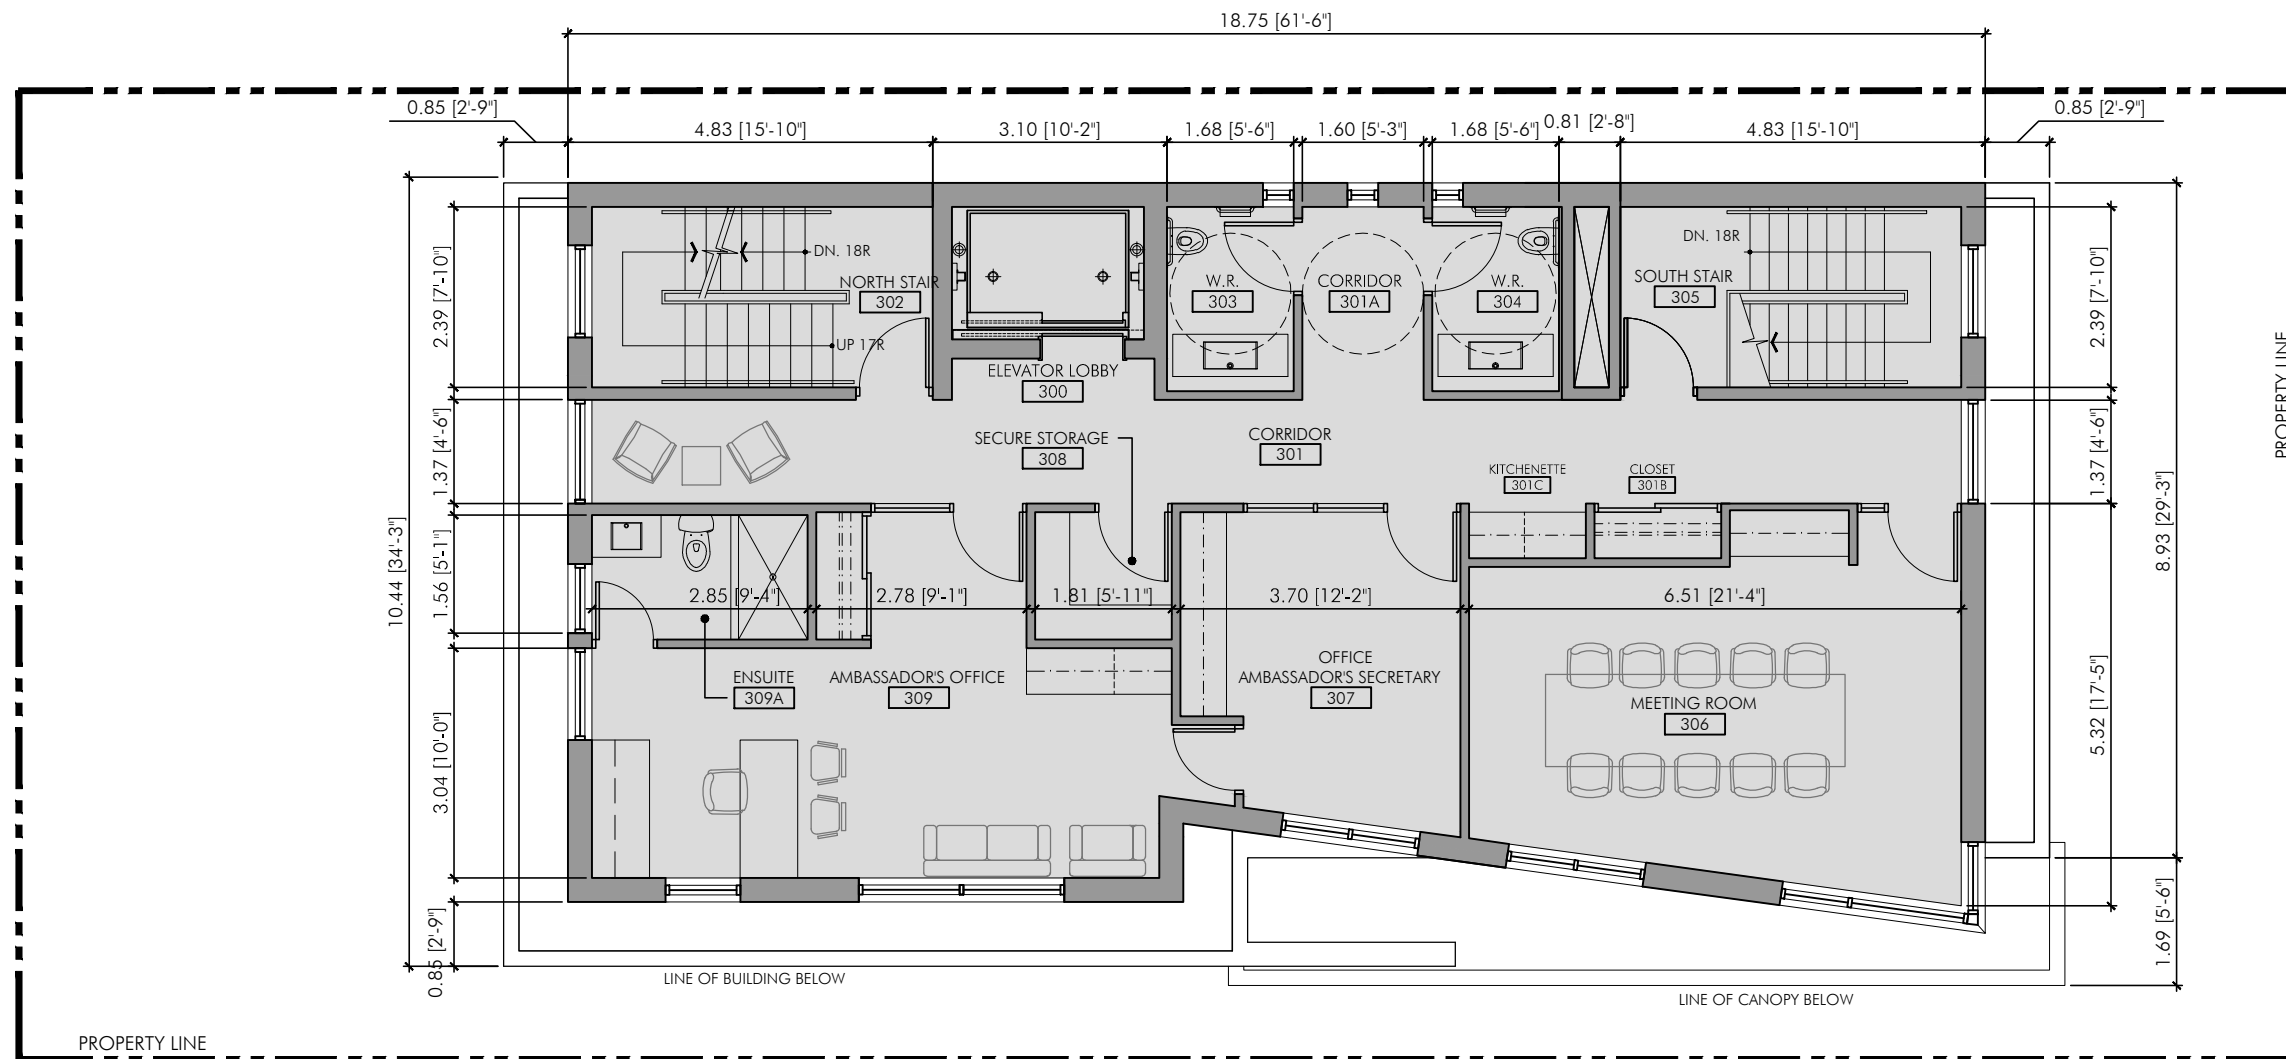 18.75 [61'-6"]
0.85 [2'-9"]
0.85 [2'-9"]
4.83 [15'-10"]
3.10 [10'-2"]
1.68 [5'-6"]
1.60 [5'-3"]
1.68 [5'-6"]
0.81 [2'-8"]
4.83 [15'-10"]
2.39 [7'-10"]
DN. 18R
NORTH STAIR
302
UP 17R
W.R.
303
CORRIDOR
301A
W.R.
304
DN. 18R
SOUTH STAIR
305
2.39 [7'-10"]
PROPERTY LINE
ELEVATOR LOBBY
300
1.37 [4'-6"]
SECURE STORAGE
308
CORRIDOR
301
KITCHENETTE
301C
CLOSET
301B
1.37 [4'-6"]
8.93 [29'-3"]
10.44 [34'-3"]
1.56 [5'-1"]
2.85 [9'-4"]
2.78 [9'-1"]
1.81 [5'-11"]
3.70 [12'-2"]
6.51 [21'-4"]
ENSUITE
309A
AMBASSADOR'S OFFICE
309
OFFICE
AMBASSADOR'S SECRETARY
307
MEETING ROOM
306
5.32 [17'-5"]
3.04 [10'-0"]
0.85 [2'-9"]
1.69 [5'-6"]
LINE OF BUILDING BELOW
LINE OF CANOPY BELOW
PROPERTY LINE